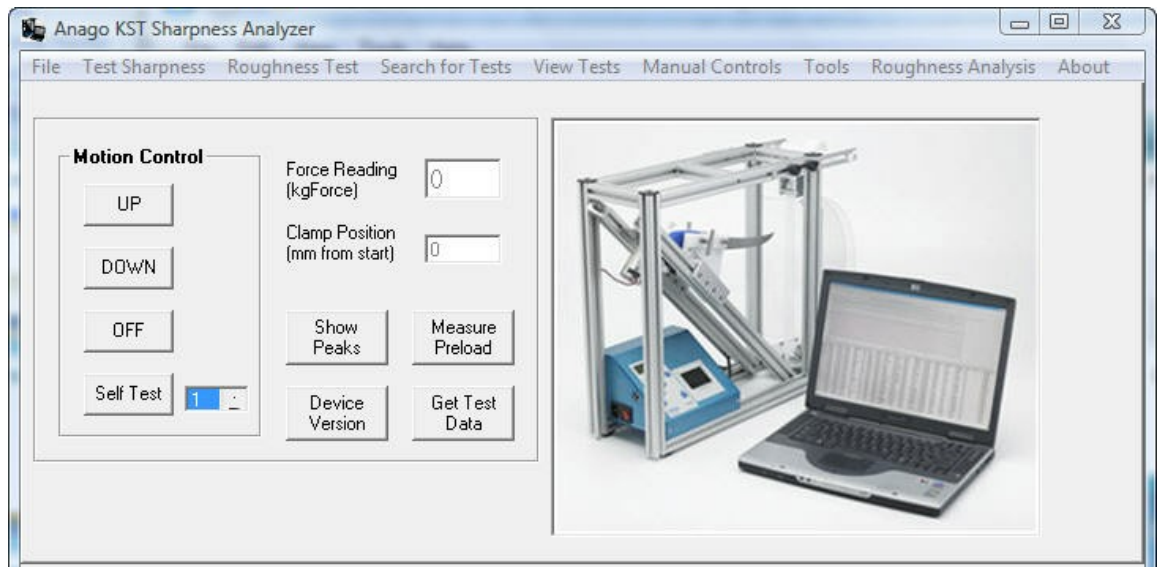 Anago KST Sharpness Analyzer
File Test Sharpness Roughness Test Search for Tests View Tests Manual Controls Tools Roughness Analysis About
Motion Control
UP
DOWN
OFF
Self Test 1
Force Reading
(kgForce)
0
Clamp Position
(mm from start)
0
Show
Peaks
Measure
Preload
Device
Version
Get Test
Data